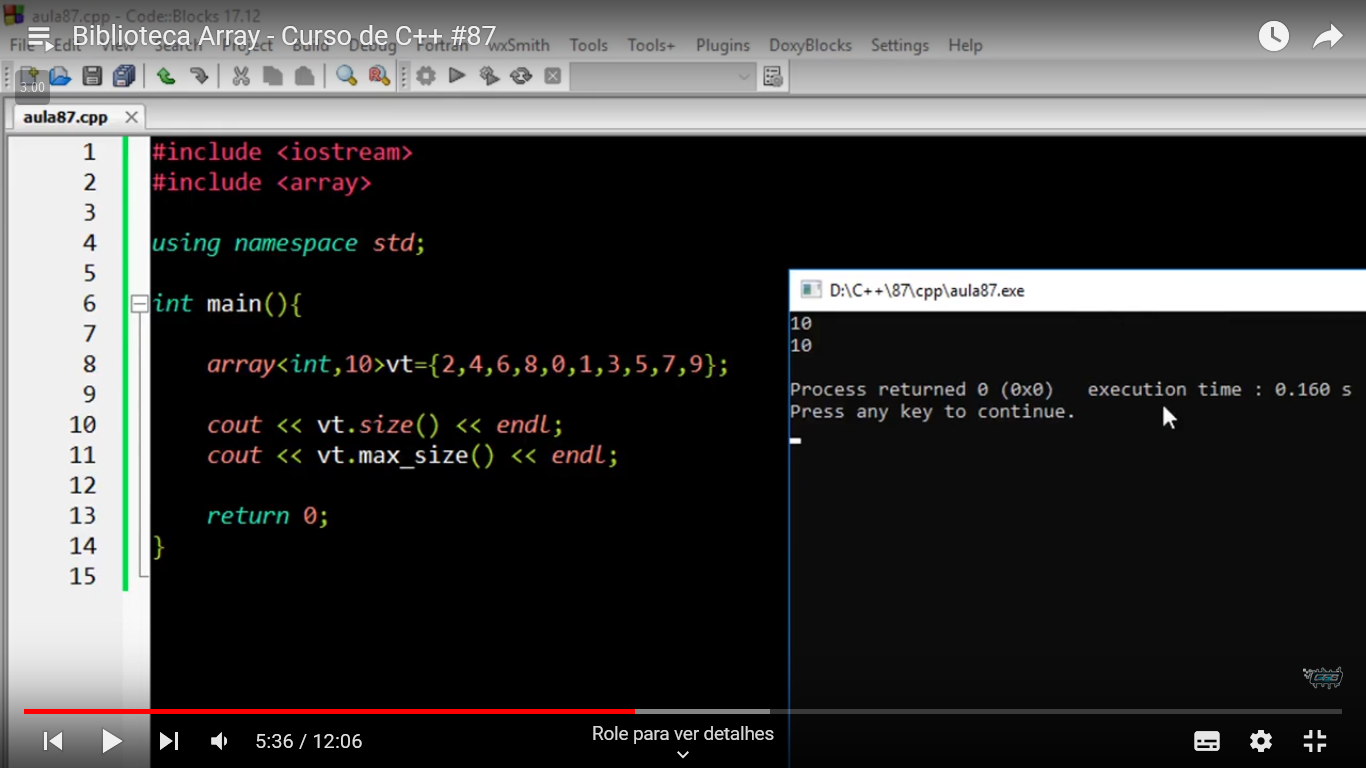 aula87.cpp - Code::Blocks 17.12
Biblioteca Array - Curso de C++ #87
File Edit View Search Project Build Debug Fortran wxSmith Tools Tools+ Plugins DoxyBlocks Settings Help
3.00
aula87.cpp
1 #include <iostream>
2 #include <array>
3
4 using namespace std;
5
6 int main(){
7
8 array<int,10>vt={2,4,6,8,0,1,3,5,7,9};
9
10 cout << vt.size() << endl;
11 cout << vt.max_size() << endl;
12
13 return 0;
14 }
15
D:\C++\87\cpp\aula87.exe
10
10
Process returned 0 (0x0) execution time : 0.160 s
Press any key to continue.
CFB
5:36 / 12:06
Role para ver detalhes